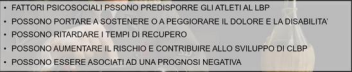 • FATTORI PSICOSOCIALI PSSONO PREDISPORRE GLI ATLETI AL LBP
• POSSONO PORTARE A SOSTENERE O A PEGGIORARE IL DOLORE E LA DISABILITA'
• POSSONO RITARDARE I TEMPI DI RECUPERO
• POSSONO AUMENTARE IL RISCHIO E CONTRIBUIRE ALLO SVILUPPO DI CLBP
• POSSONO ESSERE ASOCIATI AD UNA PROGNOSI NEGATIVA